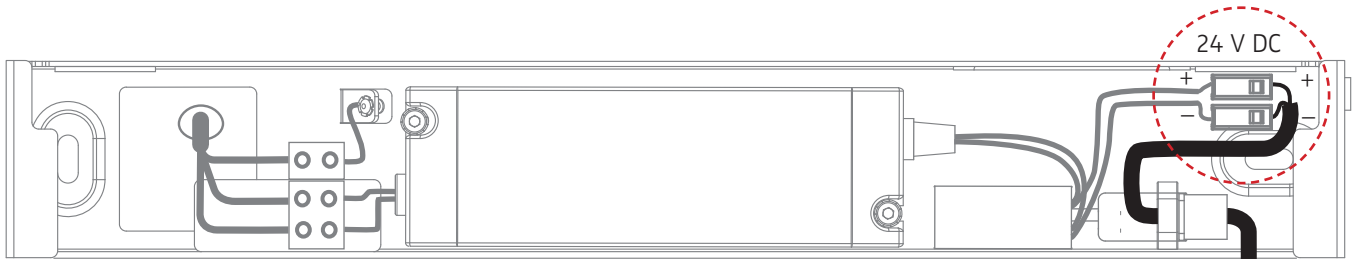 24 V DC
+ +
– –